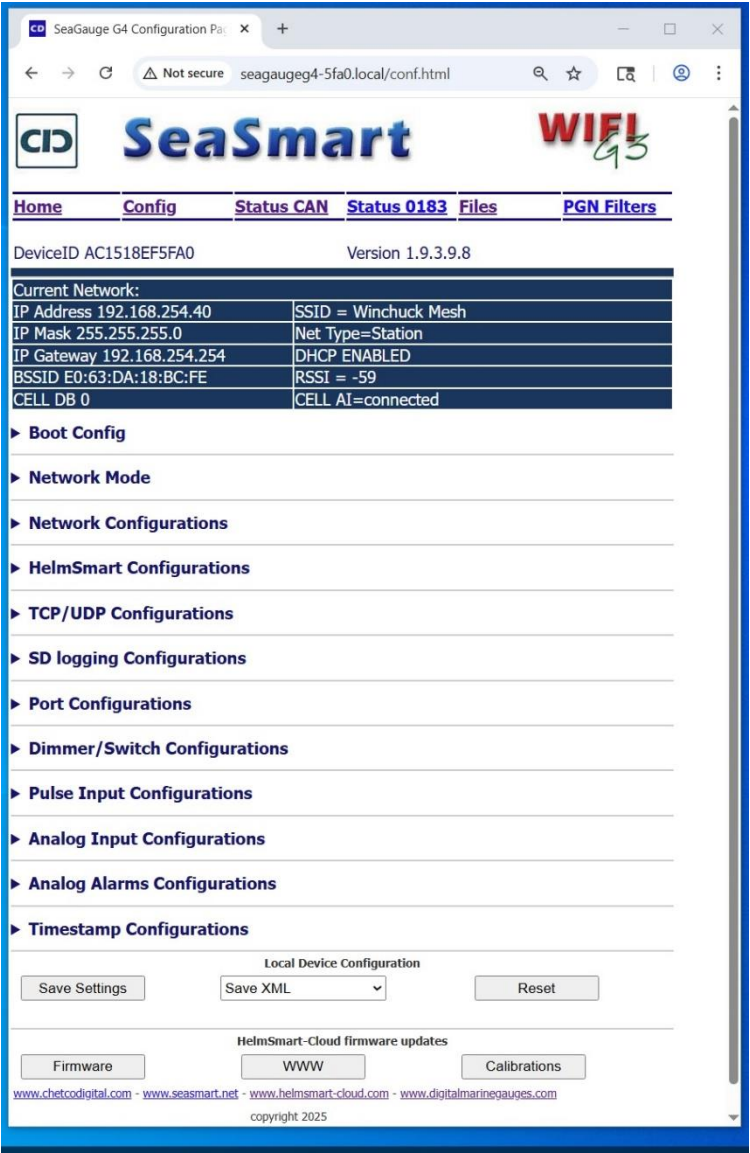 CD SeaGauge G4 Configuration Pa
Not secure seagaugeg4-5fa0.local/conf.html
CD SeaSmart WIFI G3
Home Config Status CAN Status 0183 Files PGN Filters
DeviceID AC1518EF5FA0 Version 1.9.3.9.8
Current Network:
IP Address 192.168.254.40 SSID = Winchuck Mesh
IP Mask 255.255.255.0 Net Type=Station
IP Gateway 192.168.254.254 DHCP ENABLED
BSSID E0:63:DA:18:BC:FE RSSI = -59
CELL DB 0 CELL AI=connected
Boot Config
Network Mode
Network Configurations
HelmSmart Configurations
TCP/UDP Configurations
SD logging Configurations
Port Configurations
Dimmer/Switch Configurations
Pulse Input Configurations
Analog Input Configurations
Analog Alarms Configurations
Timestamp Configurations
Local Device Configuration
Save Settings Save XML Reset
HelmSmart-Cloud firmware updates
Firmware WWW Calibrations
www.chetcodigital.com - www.seasmart.net - www.helmsmart-cloud.com - www.digitalmarinegauges.com
copyright 2025